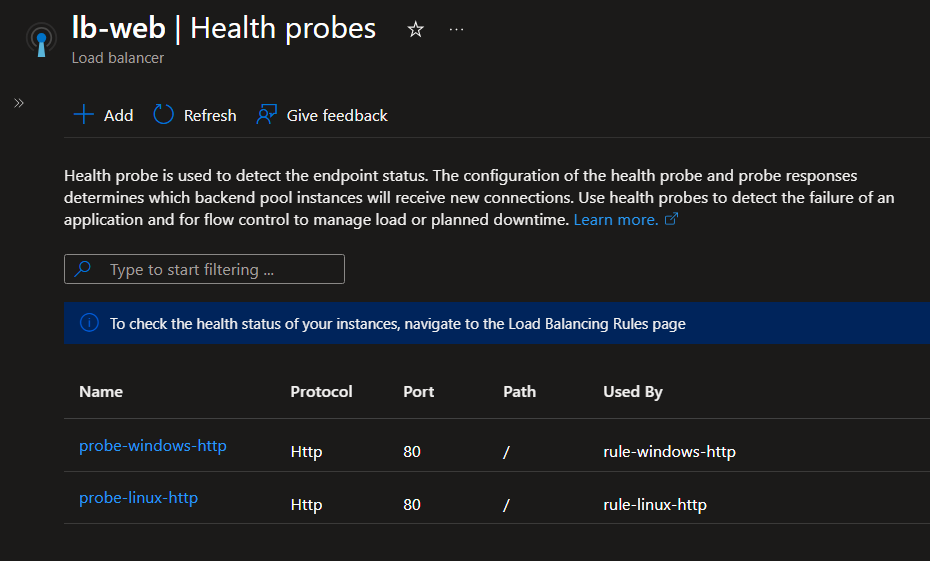 lb-web | Health probes
Load balancer
Add Refresh Give feedback
Health probe is used to detect the endpoint status. The configuration of the health probe and probe responses
determines which backend pool instances will receive new connections. Use health probes to detect the failure of an
application and for flow control to manage load or planned downtime. Learn more.
Type to start filtering ...
To check the health status of your instances, navigate to the Load Balancing Rules page
Name Protocol Port Path Used By
probe-windows-http Http 80 / rule-windows-http
probe-linux-http Http 80 / rule-linux-http